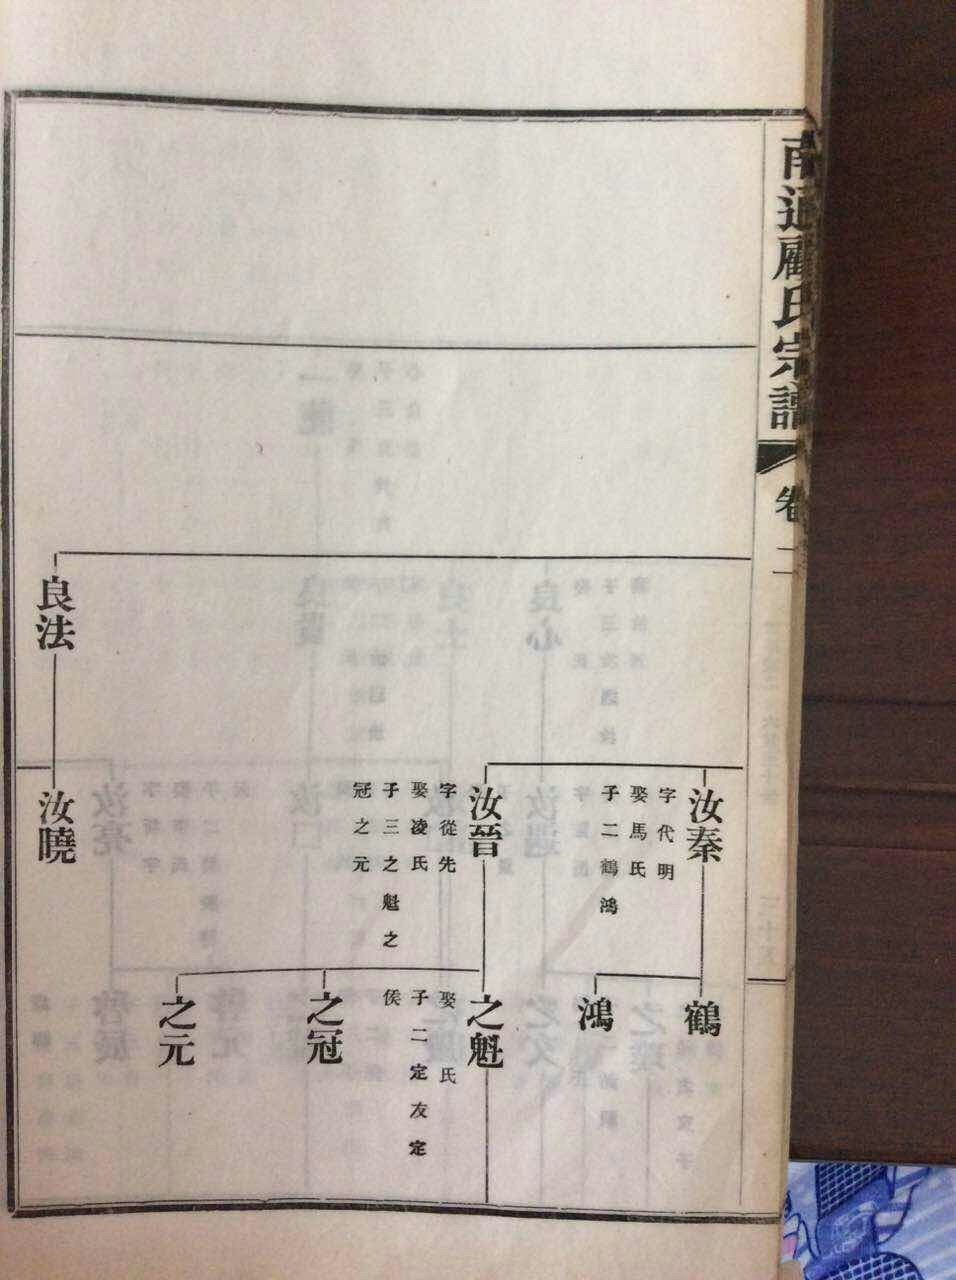 南通顧氏宗譜
卷二
汝秦
字代明
娶馬氏
子二鶴鴻
鶴
鴻
汝晉
字從先
娶凌氏
子三之魁之
冠之元
之魁
娶 氏
子二定友定
侯
之冠
之元
良法
汝曉